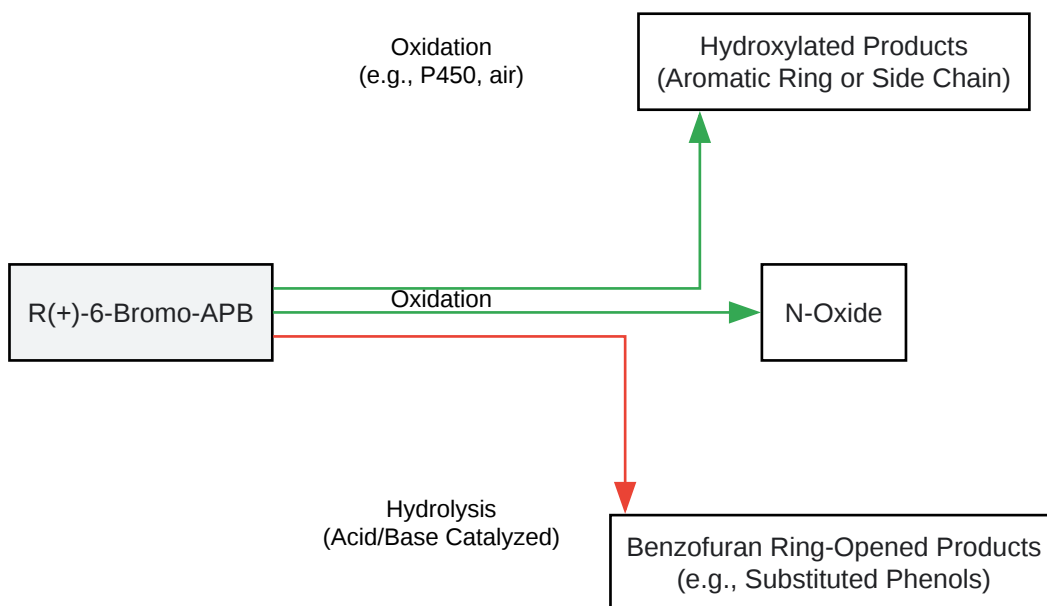 Oxidation
(e.g., P450, air)
Hydroxylated Products
(Aromatic Ring or Side Chain)
R(+)-6-Bromo-APB
Oxidation
N-Oxide
Hydrolysis
(Acid/Base Catalyzed)
Benzofuran Ring-Opened Products
(e.g., Substituted Phenols)